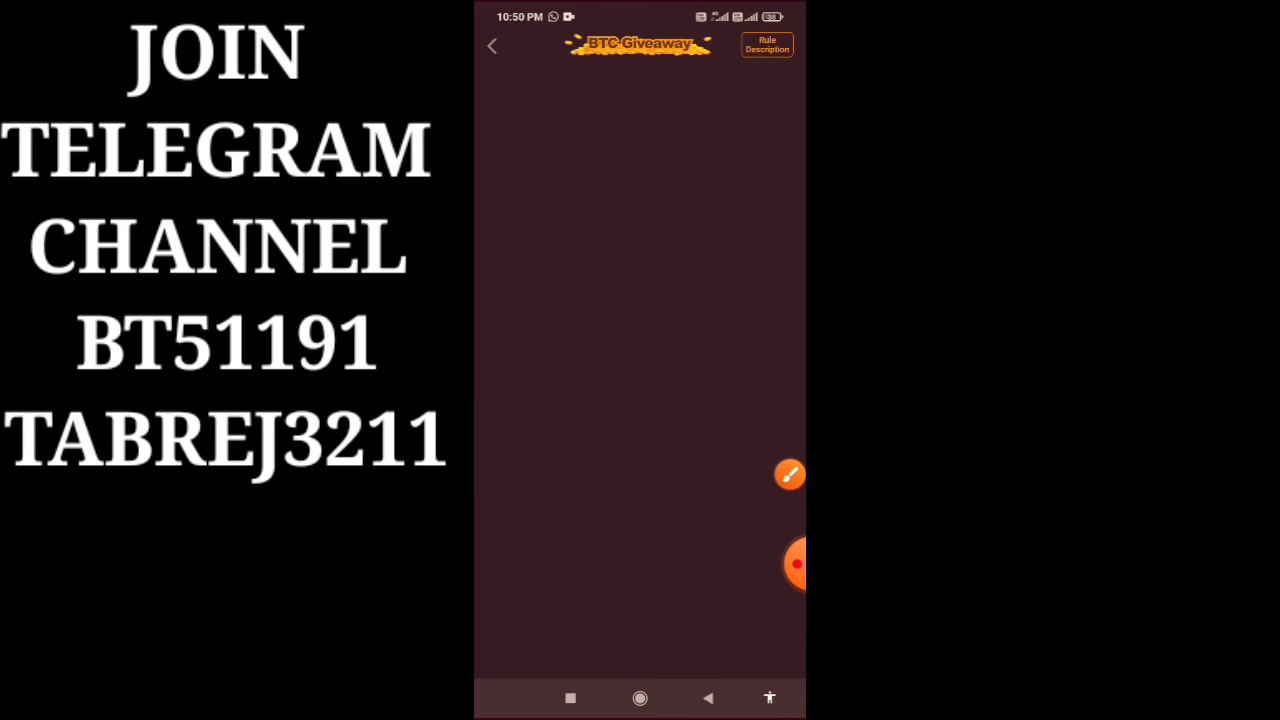 JOIN
TELEGRAM
CHANNEL
BT51191
TABREJ3211
10:50 PM
BTC Giveaway
Rule
Description